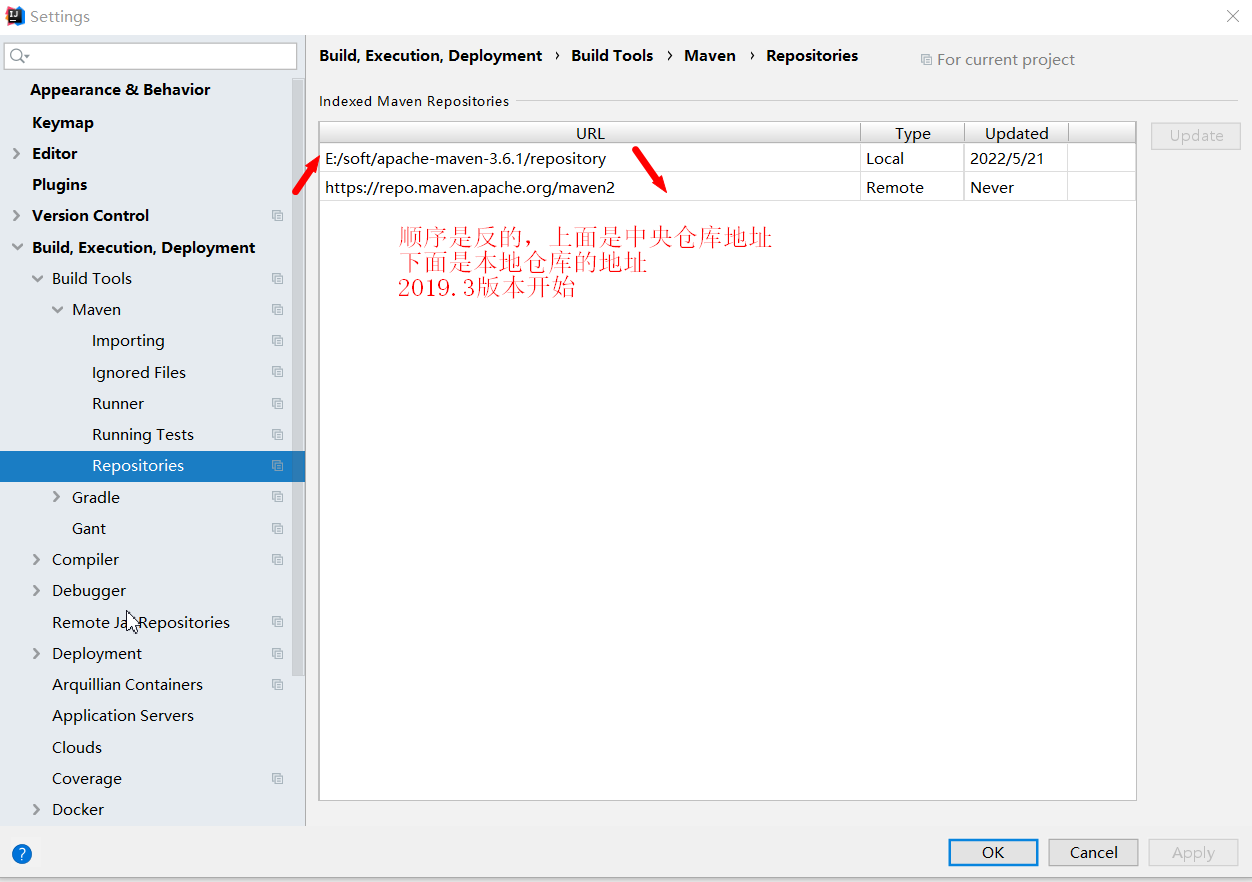 Settings
Build, Execution, Deployment › Build Tools › Maven › Repositories
For current project
Appearance & Behavior
Keymap
Editor
Plugins
Version Control
Build, Execution, Deployment
Build Tools
Maven
Importing
Ignored Files
Runner
Running Tests
Repositories
Gradle
Gant
Compiler
Debugger
Remote Jar Repositories
Deployment
Arquillian Containers
Application Servers
Clouds
Coverage
Docker
Indexed Maven Repositories
URL Type Updated
E:/soft/apache-maven-3.6.1/repository Local 2022/5/21
https://repo.maven.apache.org/maven2 Remote Never
Update
顺序是反的，上面是中央仓库地址
下面是本地仓库的地址
2019.3版本开始
?
OK Cancel Apply